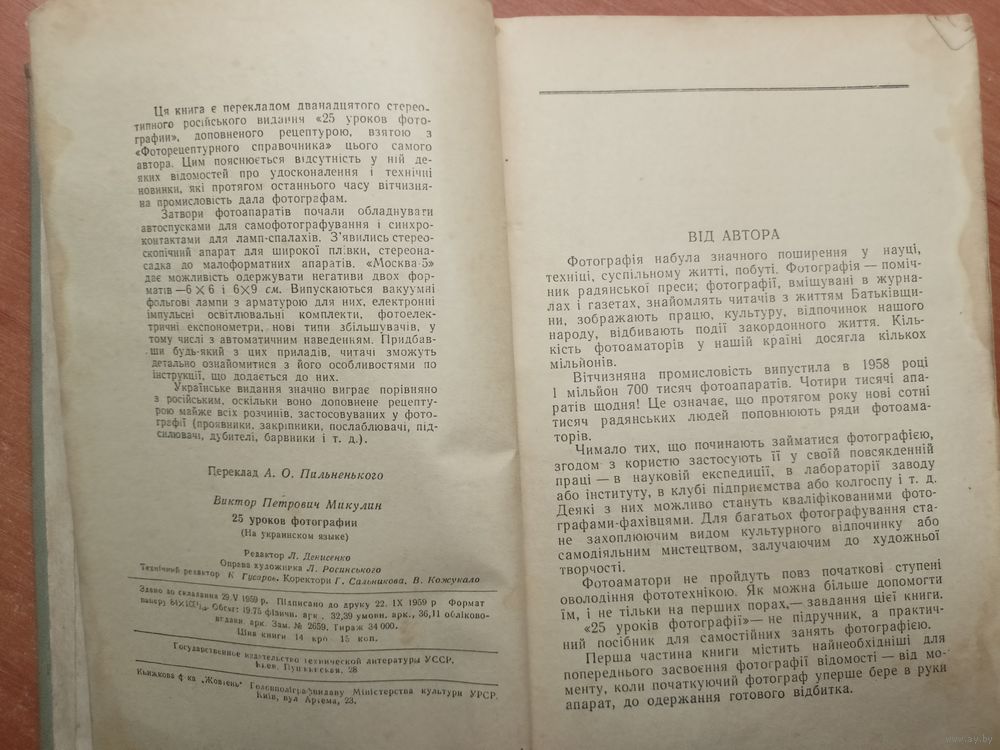 Ця книга є перекладом дванадцятого стерео-
типного російського видання «25 уроков фото-
графии», доповненого рецептурою, взятою з
«Фоторецептурного справочника» цього самого
автора. Цим пояснюється відсутність у ній де-
яких відомостей про удосконалення і технічні
новинки, які протягом останнього часу вітчизня-
на промисловість дала фотографам.
Затвори фотоапаратів почали обладнувати
автоспусками для самофотографування і синхро-
контактами для ламп-спалахів. З'явились стерео-
скопічний апарат для широкої плівки, стереона-
садка до малоформатних апаратів. «Москва-5»
дає можливість одержувати негативи двох фор-
матів—6×6 і 6×9 см. Випускаються вакуумні
фольгові лампи з арматурою для них, електронні
імпульсні освітлювальні комплекти, фотоелек-
тричні експонометри, нові типи збільшувачів, у
тому числі з автоматичним наведенням. Придбав-
ши будь-який з цих приладів, читачі зможуть
детально ознайомитися з його особливостями по
інструкції, що додається до них.
Українське видання значно виграє порівняно
з російським, оскільки воно доповнене рецепту-
рою майже всіх розчинів, застосовуваних у фото-
графії (проявники, закріпники, послаблювачі, під-
силювачі, дубителі, барвники і т. д.).
Переклад А. О. Пильненького
Виктор Петрович Микулин
25 уроков фотографии
(На украинском языке)
Редактор Л. Денисенко
Оправа художника Л. Росинського
Технічний редактор К. Гусаров. Коректори Г. Сальникова, В. Кожукало
Здано до складання 29.V 1959 р. Підписано до друку 22. IX 1959 р Формат
паперу 84×108 Обсяг: 19,75 фізичн. арк., 32,39 умовн. арк., 36,11 обліково-
видавн. арк. Зам. № 2659. Тираж 34 000.
Ціна книги 14 крб 15 коп.
Государственное издательство технической литературы УССР.
Киев, Пушкинская, 28
Книжкова ф-ка „Жовтень" Головполіграфвидаву Міністерства культури УРСР.
Київ, вул Артема, 23.
ВІД АВТОРА
Фотографія набула значного поширення у науці,
техніці, суспільному житті, побуті. Фотографія — поміч-
ник радянської преси; фотографії, вміщувані в журна-
лах і газетах, знайомлять читачів з життям Батьківщи-
ни, зображають працю, культуру, відпочинок нашого
народу, відбивають події закордонного життя. Кіль-
кість фотоаматорів у нашій країні досягла кількох
мільйонів.
Вітчизняна промисловість випустила в 1958 році
1 мільйон 700 тисяч фотоапаратів. Чотири тисячі апа-
ратів щодня! Це означає, що протягом року нові сотні
тисяч радянських людей поповнюють ряди фотоама-
торів.
Чимало тих, що починають займатися фотографією,
згодом з користю застосують її у своїй повсякденній
праці — в науковій експедиції, в лабораторії заводу
або інституту, в клубі підприємства або колгоспу і т. д.
Деякі з них можливо стануть кваліфікованими фото-
графами-фахівцями. Для багатьох фотографування ста-
не захоплюючим видом культурного відпочинку або
самодіяльним мистецтвом, залучаючим до художньої
творчості.
Фотоаматори не пройдуть повз початкові ступені
оволодіння фототехнікою. Як можна більше допомогти
їм, і не тільки на перших порах,— завдання цієї книги.
«25 уроків фотографії»— не підручник, а практич-
ний посібник для самостійних занять фотографією.
Перша частина книги містить найнеобхідніші для
попереднього засвоєння фотографії відомості — від мо-
менту, коли початкуючий фотограф уперше бере в руки
апарат, до одержання готового відбитка.
www.ay.by